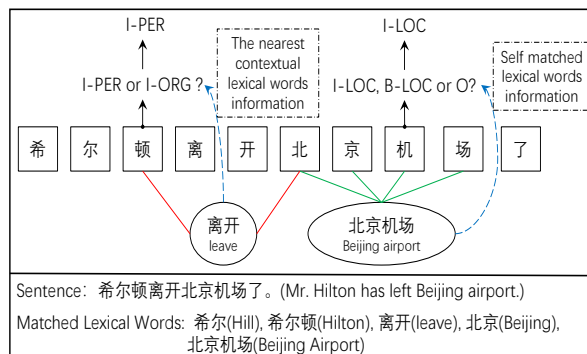 I-PER
I-LOC
The nearest
contextual
lexical words
information
Self matched
lexical words
information
I-PER or I-ORG ?
I-LOC, B-LOC or O?
希 尔 顿 离 开 北 京 机 场 了
离开
leave
北京机场
Beijing airport
Sentence: 希尔顿离开北京机场了。(Mr. Hilton has left Beijing airport.)
Matched Lexical Words: 希尔(Hill), 希尔顿(Hilton), 离开(leave), 北京(Beijing),
北京机场(Beijing Airport)